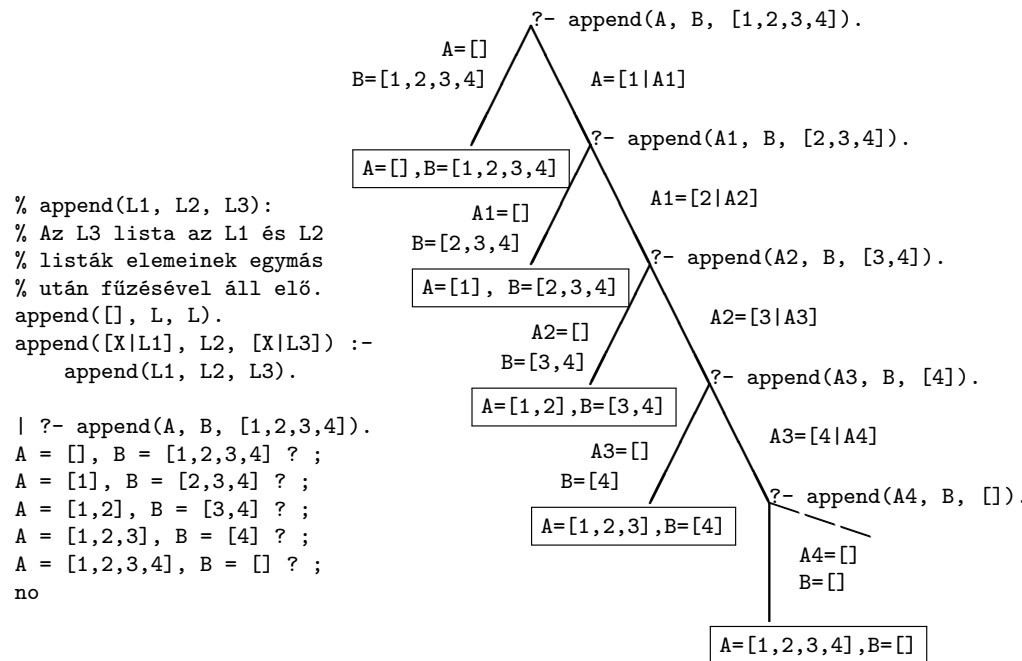 % append(L1, L2, L3):
% Az L3 lista az L1 és L2
% listák elemeinek egymás
% után fűzésével áll elő.
append([], L, L).
append([X|L1], L2, [X|L3]) :-
    append(L1, L2, L3).
| ?- append(A, B, [1,2,3,4]).
A = [], B = [1,2,3,4] ? ;
A = [1], B = [2,3,4] ? ;
A = [1,2], B = [3,4] ? ;
A = [1,2,3], B = [4] ? ;
A = [1,2,3,4], B = [] ? ;
no
?- append(A, B, [1,2,3,4]).
A=[]
B=[1,2,3,4]
A=[1|A1]
?- append(A1, B, [2,3,4]).
A=[],B=[1,2,3,4]
A1=[]
B=[2,3,4]
A1=[2|A2]
?- append(A2, B, [3,4]).
A=[1], B=[2,3,4]
A2=[]
B=[3,4]
A2=[3|A3]
?- append(A3, B, [4]).
A=[1,2],B=[3,4]
A3=[]
B=[4]
A3=[4|A4]
?- append(A4, B, []).
A=[1,2,3],B=[4]
A4=[]
B=[]
A=[1,2,3,4],B=[]